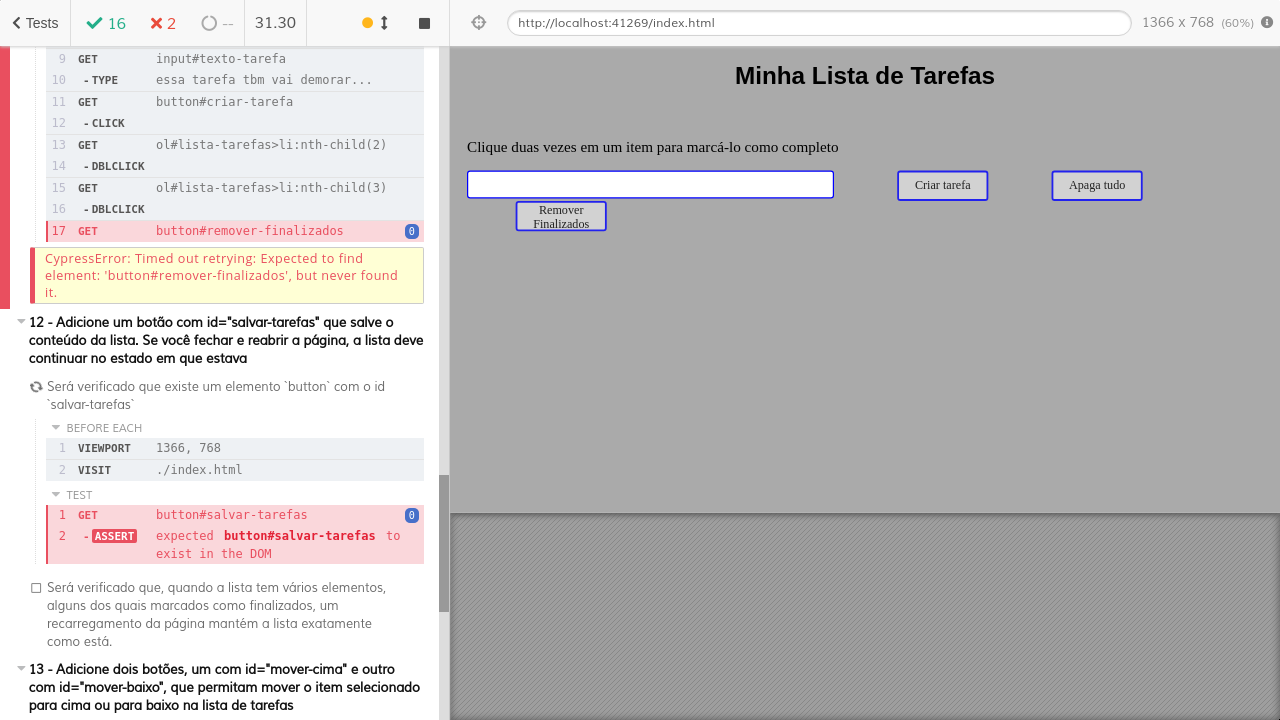 Tests
16
2
--
31.30
http://localhost:41269/index.html
1366 x 768 (60%)
9 GET input#texto-tarefa
10 -TYPE essa tarffa tbm vai demorar...
11 GET button#criar-tarefa
12 -CLICK
13 GET ol#lista-tarefas>li:nth-child(2)
14 -DBLCLICK
15 GET ol#lista-tarefas>li:nth-child(3)
16 -DBLCLICK
17 GET button#remover-finalizados 0
CypressError: Timed out retrying: Expected to find
element: 'button#remover-finalizados', but never found
it.
12 - Adicione um botão com id="salvar-tarefas" que salve o
conteúdo da lista. Se você fechar e reabrir a página, a lista deve
continuar no estado em que estava
Será verificado que existe um elemento `button` com o id
`salvar-tarefas`
BEFORE EACH
1 VIEWPORT 1366, 768
2 VISIT ./index.html
TEST
1 GET button#salvar-tarefas 0
2 -ASSERT expected button#salvar-tarefas to
exist in the DOM
Será verificado que, quando a lista tem vários elementos,
alguns dos quais marcados como finalizados, um
recarregamento da página mantém a lista exatamente
como está.
13 - Adicione dois botões, um com id="mover-cima" e outro
com id="mover-baixo", que permitam mover o item selecionado
para cima ou para baixo na lista de tarefas
Minha Lista de Tarefas
Clique duas vezes em um item para marcá-lo como completo
Criar tarefa
Apaga tudo
Remover
Finalizados